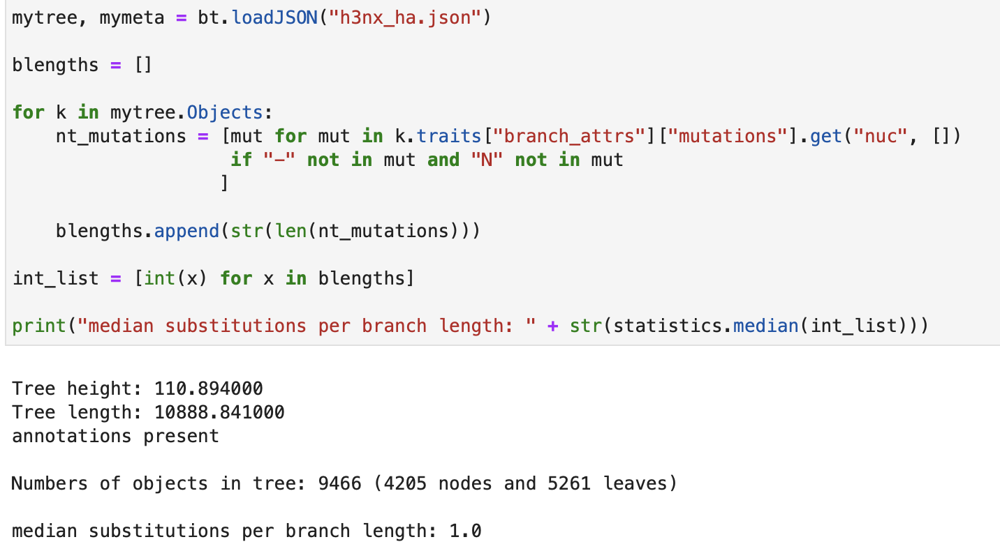 mytree, mymeta = bt.loadJSON("h3nx_ha.json")
blengths = []
for k in mytree.Objects:
    nt_mutations = [mut for mut in k.traits["branch_attrs"]["mutations"].get("nuc", [])
                    if "-" not in mut and "N" not in mut
                   ]
    blengths.append(str(len(nt_mutations)))
int_list = [int(x) for x in blengths]
print("median substitutions per branch length: " + str(statistics.median(int_list)))
Tree height: 110.894000
Tree length: 10888.841000
annotations present
Numbers of objects in tree: 9466 (4205 nodes and 5261 leaves)
median substitutions per branch length: 1.0